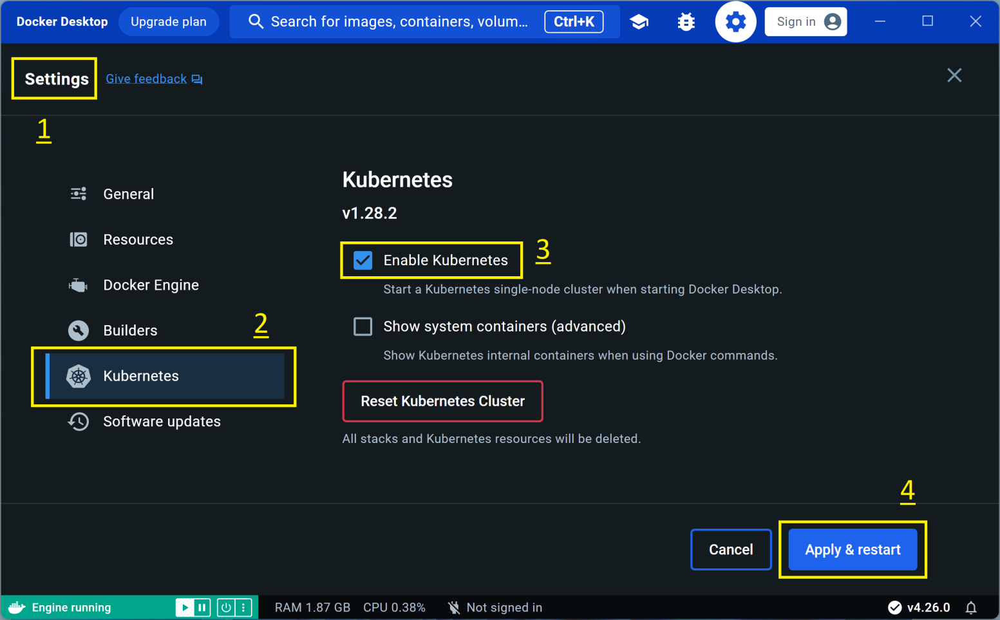 Docker Desktop Upgrade plan Search for images, containers, volum... Ctrl+K Sign in
Settings Give feedback
1
General
Resources
Docker Engine
Builders
2
Kubernetes
Software updates
Kubernetes
v1.28.2
Enable Kubernetes
3
Start a Kubernetes single-node cluster when starting Docker Desktop.
Show system containers (advanced)
Show Kubernetes internal containers when using Docker commands.
Reset Kubernetes Cluster
All stacks and Kubernetes resources will be deleted.
4
Cancel Apply & restart
Engine running RAM 1.87 GB CPU 0.38% Not signed in v4.26.0